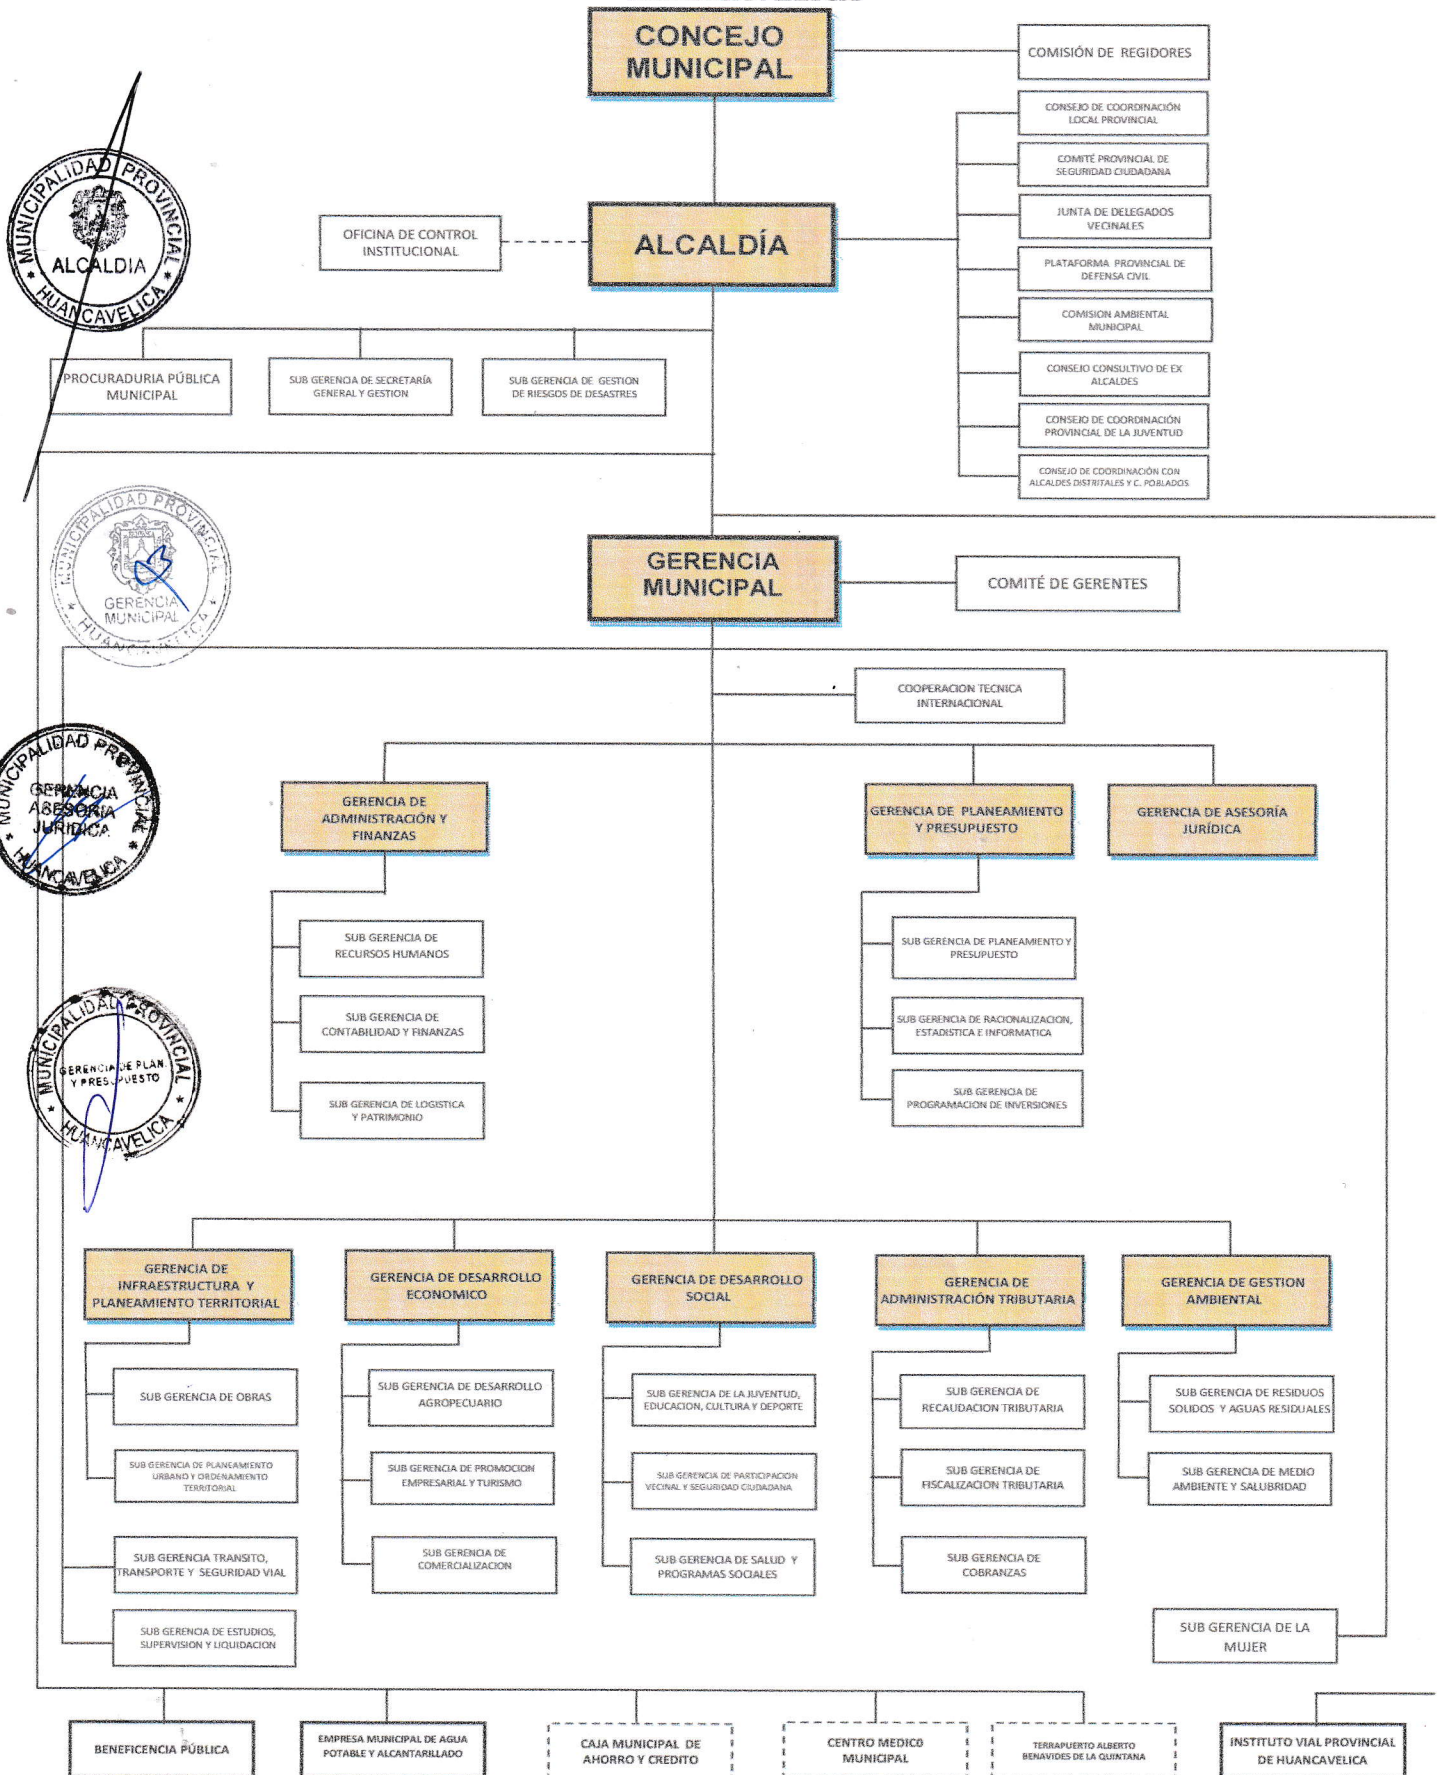 CONCEJO
MUNICIPAL
COMISIÓN DE REGIDORES
CONSEJO DE COORDINACIÓN
LOCAL PROVINCIAL
COMITÉ PROVINCIAL DE
SEGURIDAD CIUDADANA
JUNTA DE DELEGADOS
VECINALES
PLATAFORMA PROVINCIAL DE
DEFENSA CIVIL
COMISION AMBIENTAL
MUNICIPAL
CONSEJO CONSULTIVO DE EX
ALCALDES
CONSEJO DE COORDINACIÓN
PROVINCIAL DE LA JUVENTUD
CONSEJO DE COORDINACIÓN CON
ALCALDES DISTRITALES Y C. POBLADOS
MUNICIPALIDAD PROVINCIAL
ALCALDIA
* HUANCAVELICA *
OFICINA DE CONTROL
INSTITUCIONAL
ALCALDÍA
PROCURADURIA PÚBLICA
MUNICIPAL
SUB GERENCIA DE SECRETARÍA
GENERAL Y GESTION
SUB GERENCIA DE GESTION
DE RIESGOS DE DESASTRES
MUNICIPALIDAD PROVINCIAL
GERENCIA
MUNICIPAL
* HUANCAVELICA *
GERENCIA
MUNICIPAL
COMITÉ DE GERENTES
COOPERACION TECNICA
INTERNACIONAL
MUNICIPALIDAD PROVINCIAL
GERENCIA
ASESORIA
JURIDICA
* HUANCAVELICA *
GERENCIA DE
ADMINISTRACIÓN Y
FINANZAS
GERENCIA DE PLANEAMIENTO
Y PRESUPUESTO
GERENCIA DE ASESORÍA
JURÍDICA
SUB GERENCIA DE
RECURSOS HUMANOS
SUB GERENCIA DE
CONTABILIDAD Y FINANZAS
SUB GERENCIA DE LOGISTICA
Y PATRIMONIO
SUB GERENCIA DE PLANEAMIENTO Y
PRESUPUESTO
SUB GERENCIA DE RACIONALIZACION,
ESTADISTICA E INFORMATICA
SUB GERENCIA DE
PROGRAMACION DE INVERSIONES
MUNICIPALIDAD PROVINCIAL
GERENCIA DE PLAN.
Y PRESUPUESTO
* HUANCAVELICA *
GERENCIA DE
INFRAESTRUCTURA Y
PLANEAMIENTO TERRITORIAL
GERENCIA DE DESARROLLO
ECONOMICO
GERENCIA DE DESARROLLO
SOCIAL
GERENCIA DE
ADMINISTRACIÓN TRIBUTARIA
GERENCIA DE GESTION
AMBIENTAL
SUB GERENCIA DE OBRAS
SUB GERENCIA DE PLANEAMIENTO
URBANO Y ORDENAMIENTO
TERRITORIAL
SUB GERENCIA TRANSITO,
TRANSPORTE Y SEGURIDAD VIAL
SUB GERENCIA DE ESTUDIOS,
SUPERVISION Y LIQUIDACION
SUB GERENCIA DE DESARROLLO
AGROPECUARIO
SUB GERENCIA DE PROMOCION
EMPRESARIAL Y TURISMO
SUB GERENCIA DE
COMERCIALIZACION
SUB GERENCIA DE LA JUVENTUD,
EDUCACION, CULTURA Y DEPORTE
SUB GERENCIA DE PARTICIPACION
VECINAL Y SEGURIDAD CIUDADANA
SUB GERENCIA DE SALUD Y
PROGRAMAS SOCIALES
SUB GERENCIA DE
RECAUDACION TRIBUTARIA
SUB GERENCIA DE
FISCALIZACION TRIBUTARIA
SUB GERENCIA DE
COBRANZAS
SUB GERENCIA DE RESIDUOS
SOLIDOS Y AGUAS RESIDUALES
SUB GERENCIA DE MEDIO
AMBIENTE Y SALUBRIDAD
SUB GERENCIA DE LA
MUJER
BENEFICENCIA PÚBLICA
EMPRESA MUNICIPAL DE AGUA
POTABLE Y ALCANTARILLADO
CAJA MUNICIPAL DE
AHORRO Y CREDITO
CENTRO MEDICO
MUNICIPAL
TERRAPUERTO ALBERTO
BENAVIDES DE LA QUINTANA
INSTITUTO VIAL PROVINCIAL
DE HUANCAVELICA